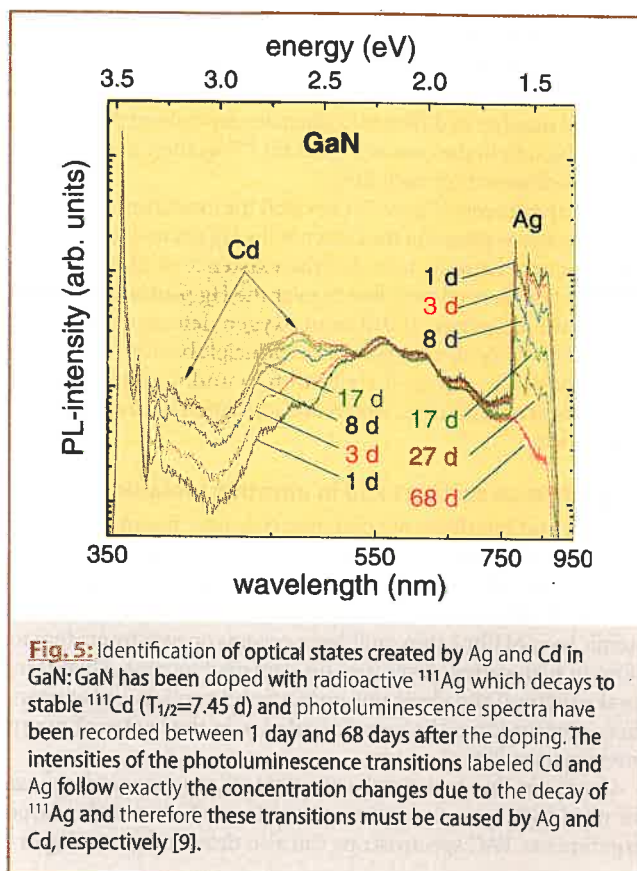 energy (eV)
3.5 3.0 2.5 2.0 1.5
GaN
PL-intensity (arb. units)
Cd
Ag
1 d
3 d
8 d
17 d
27 d
68 d
17 d
8 d
3 d
1 d
350 550 750 950
wavelength (nm)
Fig. 5: Identification of optical states created by Ag and Cd in
GaN: GaN has been doped with radioactive ¹¹¹Ag which decays to
stable ¹¹¹Cd (T₁/₂=7.45 d) and photoluminescence spectra have
been recorded between 1 day and 68 days after the doping. The
intensities of the photoluminescence transitions labeled Cd and
Ag follow exactly the concentration changes due to the decay of
¹¹¹Ag and therefore these transitions must be caused by Ag and
Cd, respectively [9].